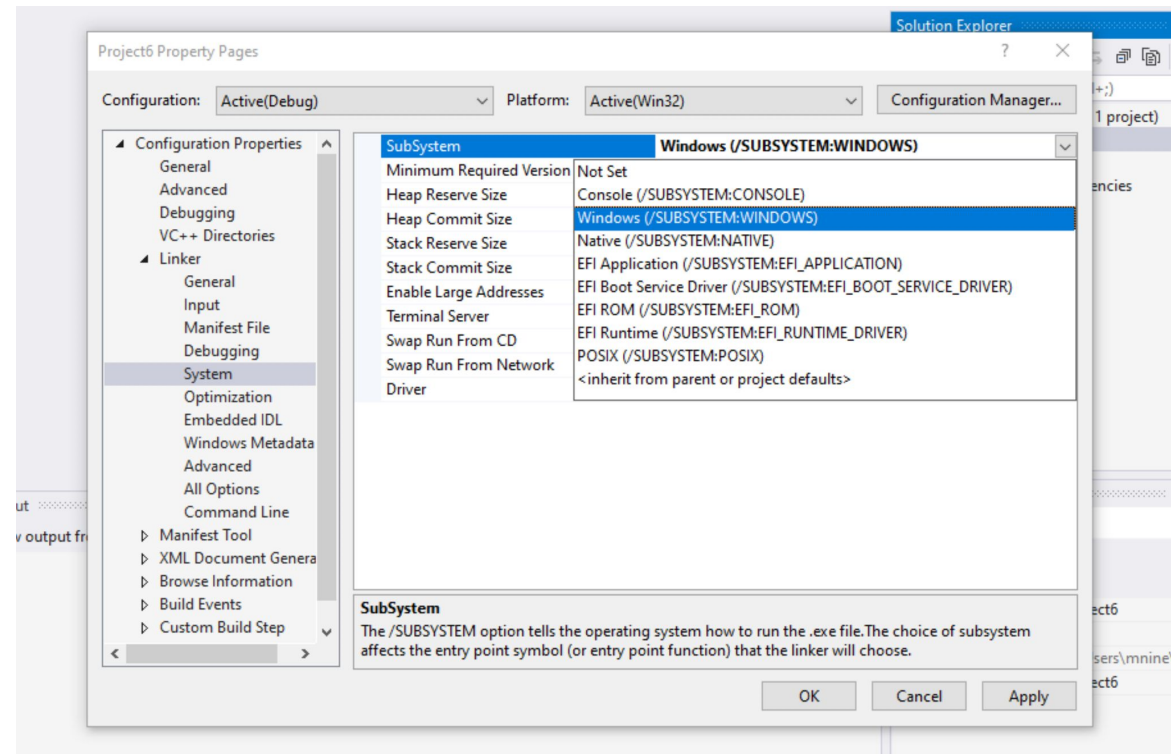 Solution Explorer
Project6 Property Pages
? ×
Configuration: Active(Debug) Platform: Active(Win32) Configuration Manager...
1 project)
encies
Configuration Properties
General
Advanced
Debugging
VC++ Directories
Linker
General
Input
Manifest File
Debugging
System
Optimization
Embedded IDL
Windows Metadata
Advanced
All Options
Command Line
Manifest Tool
XML Document Genera
Browse Information
Build Events
Custom Build Step
SubSystem Windows (/SUBSYSTEM:WINDOWS)
Minimum Required Version
Heap Reserve Size
Heap Commit Size
Stack Reserve Size
Stack Commit Size
Enable Large Addresses
Terminal Server
Swap Run From CD
Swap Run From Network
Driver
Not Set
Console (/SUBSYSTEM:CONSOLE)
Windows (/SUBSYSTEM:WINDOWS)
Native (/SUBSYSTEM:NATIVE)
EFI Application (/SUBSYSTEM:EFI_APPLICATION)
EFI Boot Service Driver (/SUBSYSTEM:EFI_BOOT_SERVICE_DRIVER)
EFI ROM (/SUBSYSTEM:EFI_ROM)
EFI Runtime (/SUBSYSTEM:EFI_RUNTIME_DRIVER)
POSIX (/SUBSYSTEM:POSIX)
<inherit from parent or project defaults>
SubSystem
The /SUBSYSTEM option tells the operating system how to run the .exe file.The choice of subsystem
affects the entry point symbol (or entry point function) that the linker will choose.
OK Cancel Apply
ut
output fr
ect6
sers\mnine\
ect6